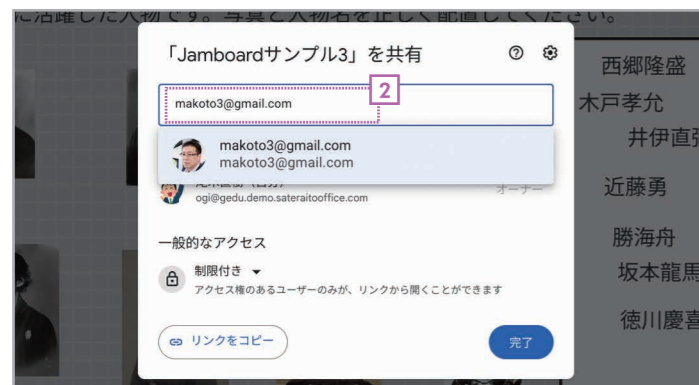 に活躍した人物です。写真と人物名を正しく配置してください。
「Jamboardサンプル3」を共有
2
makoto3@gmail.com
makoto3@gmail.com
makoto3@gmail.com
(自分)
ogi@gedu.demo.sateraitooffice.com
オーナー
一般的なアクセス
制限付き
アクセス権のあるユーザーのみが、リンクから開くことができます
リンクをコピー
完了
西郷隆盛
木戸孝允
井伊直弼
近藤勇
勝海舟
坂本龍馬
徳川慶喜